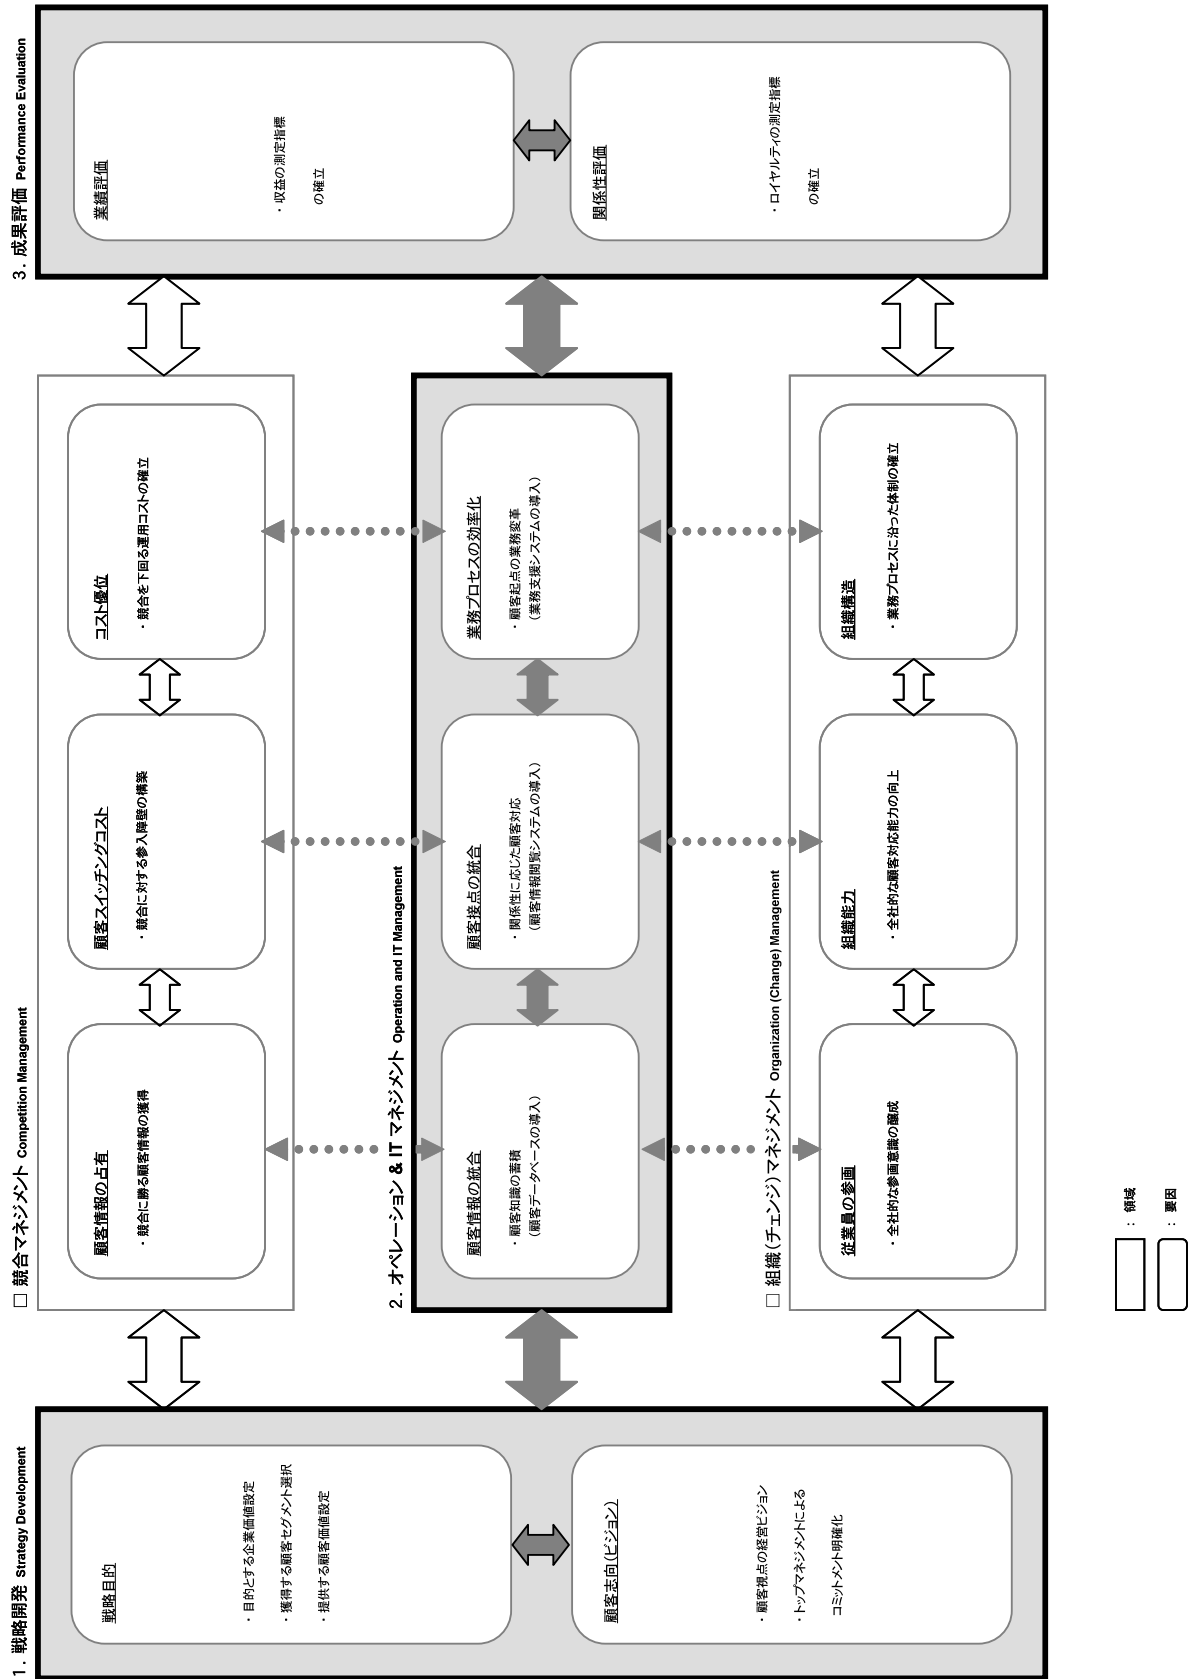 1. 戦略開発 Strategy Development
戦略目的
・目的とする企業価値設定
・獲得する顧客セグメント選択
・提供する顧客価値設定
顧客志向(ビジョン)
・顧客視点の経営ビジョン
・トップマネジメントによる
コミットメント明確化
□ 競合マネジメント Competition Management
顧客情報の占有
・競合に勝る顧客情報の獲得
顧客スイッチングコスト
・競合に対する参入障壁の構築
コスト優位
・競合を下回る運用コストの確立
2. オペレーション & IT マネジメント Operation and IT Management
顧客情報の統合
・顧客知識の蓄積
(顧客データベースの導入)
顧客接点の統合
・関係性に応じた顧客対応
(顧客情報閲覧システムの導入)
業務プロセスの効率化
・顧客起点の業務変革
(業務支援システムの導入)
□ 組織(チェンジ)マネジメント Organization (Change) Management
従業員の参画
・全社的な参画意識の醸成
組織能力
・全社的な顧客対応能力の向上
組織構造
・業務プロセスに沿った体制の確立
3. 成果評価 Performance Evaluation
業績評価
・収益の測定指標
の確立
関係性評価
・ロイヤルティの測定指標
の確立
: 領域
: 要因